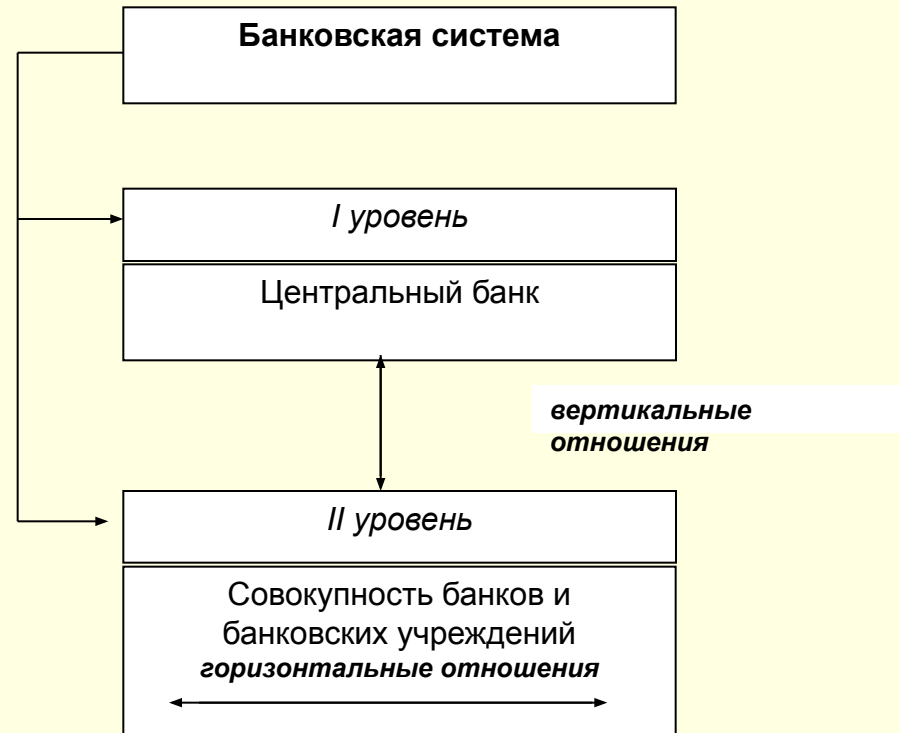 Банковская система
I уровень
Центральный банк
вертикальные
отношения
II уровень
Совокупность банков и
банковских учреждений
горизонтальные отношения